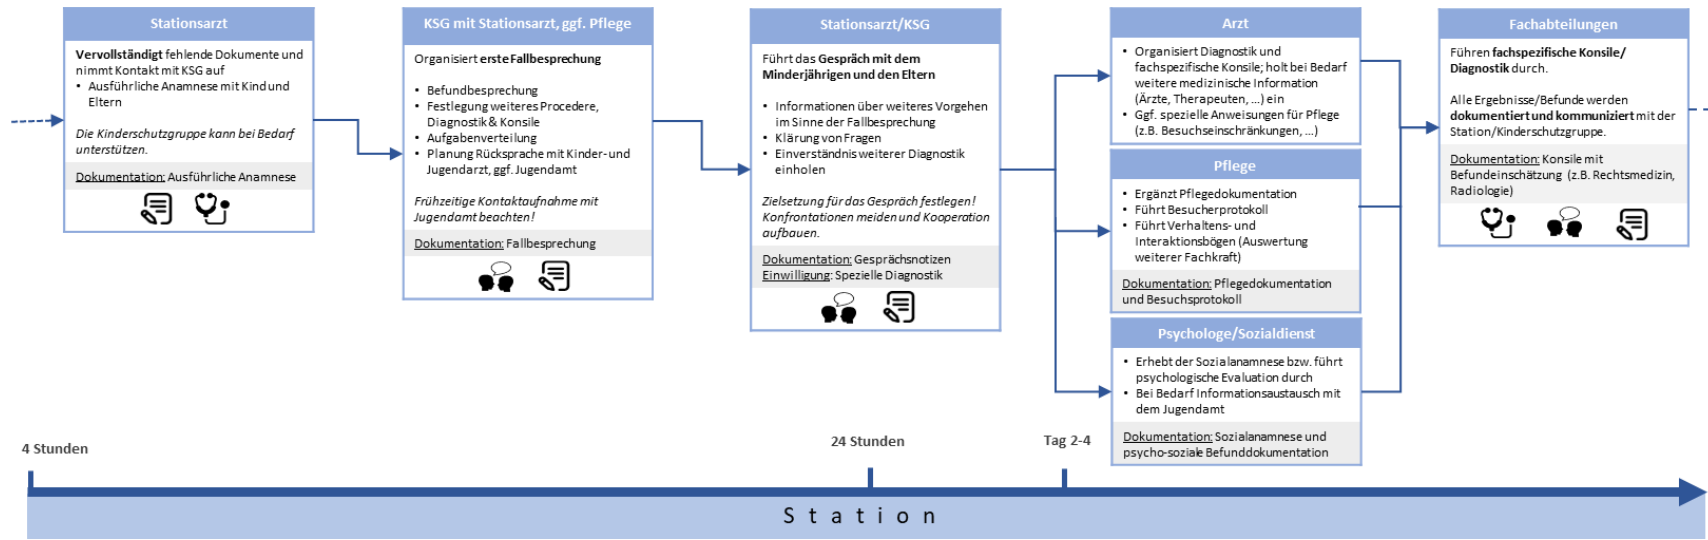 Stationsarzt
Vervollständigt fehlende Dokumente und
nimmt Kontakt mit KSG auf
• Ausführliche Anamnese mit Kind und
Eltern
Die Kinderschutzgruppe kann bei Bedarf
unterstützen.
Dokumentation: Ausführliche Anamnese
KSG mit Stationsarzt, ggf. Pflege
Organisiert erste Fallbesprechung
• Befundbesprechung
• Festlegung weiteres Procedere,
Diagnostik & Konsile
• Aufgabenverteilung
• Planung Rücksprache mit Kinder- und
Jugendarzt, ggf. Jugendamt
Frühzeitige Kontaktaufnahme mit
Jugendamt beachten!
Dokumentation: Fallbesprechung
Stationsarzt/KSG
Führt das Gespräch mit dem
Minderjährigen und den Eltern
• Informationen über weiteres Vorgehen
im Sinne der Fallbesprechung
• Klärung von Fragen
• Einverständnis weiterer Diagnostik
einholen
Zielsetzung für das Gespräch festlegen!
Konfrontationen meiden und Kooperation
aufbauen.
Dokumentation: Gesprächsnotizen
Einwilligung: Spezielle Diagnostik
Arzt
• Organisiert Diagnostik und
fachspezifische Konsile; holt bei Bedarf
weitere medizinische Information
(Ärzte, Therapeuten, ...) ein
• Ggf. spezielle Anweisungen für Pflege
(z.B. Besuchseinschränkungen, ...)
Pflege
• Ergänzt Pflegedokumentation
• Führt Besucherprotokoll
• Führt Verhaltens- und
Interaktionsbögen (Auswertung
weiterer Fachkraft)
Dokumentation: Pflegedokumentation
und Besuchsprotokoll
Psychologe/Sozialdienst
• Erhebt der Sozialanamnese bzw. führt
psychologische Evaluation durch
• Bei Bedarf Informationsaustausch mit
dem Jugendamt
Dokumentation: Sozialanamnese und
psycho-soziale Befunddokumentation
Fachabteilungen
Führen fachspezifische Konsile/
Diagnostik durch.
Alle Ergebnisse/Befunde werden
dokumentiert und kommuniziert mit der
Station/Kinderschutzgruppe.
Dokumentation: Konsile mit
Befundeinschätzung (z.B. Rechtsmedizin,
Radiologie)
4 Stunden
24 Stunden
Tag 2-4
Station